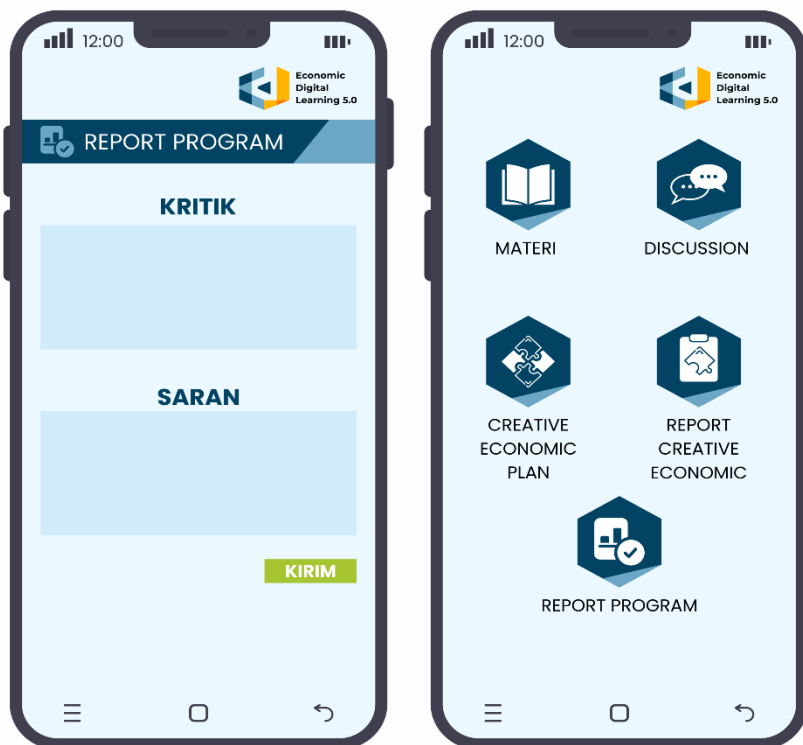 12:00
Economic
Digital
Learning 5.0
REPORT PROGRAM
KRITIK
SARAN
KIRIM
12:00
Economic
Digital
Learning 5.0
MATERI
DISCUSSION
CREATIVE
ECONOMIC
PLAN
REPORT
CREATIVE
ECONOMIC
REPORT PROGRAM